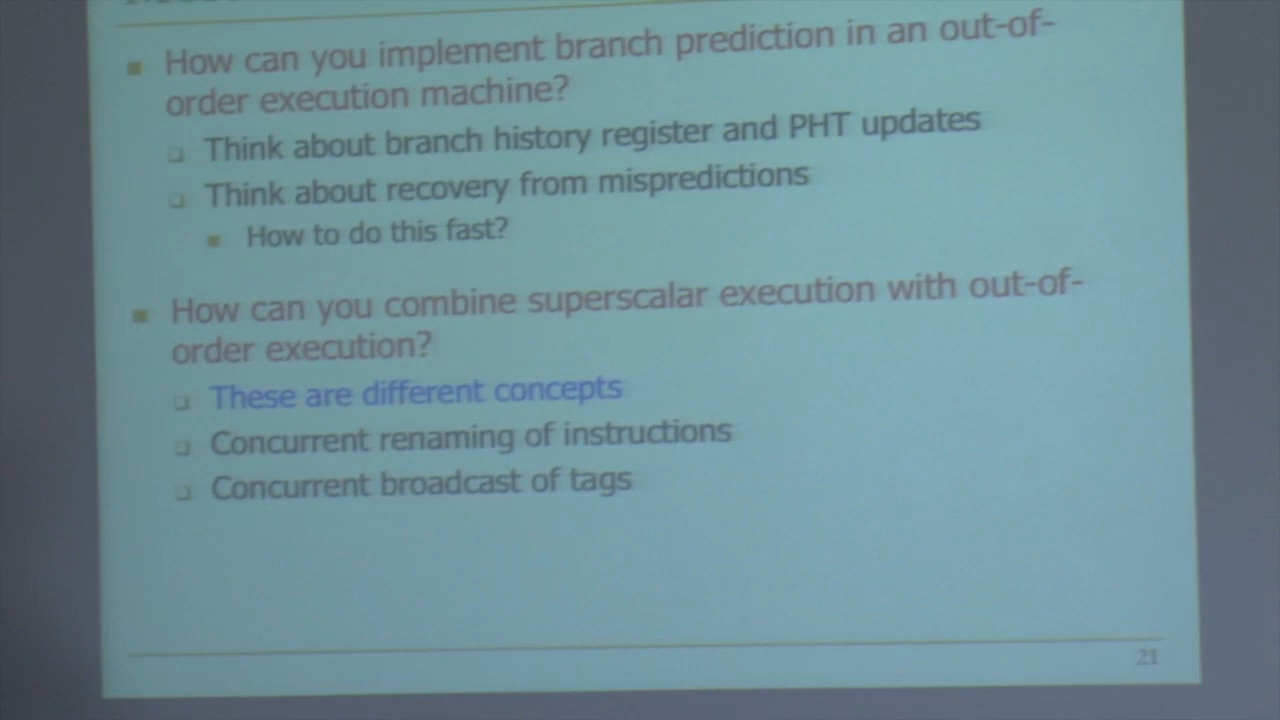 How can you implement branch prediction in an out-of-
order execution machine?
Think about branch history register and PHT updates
Think about recovery from mispredictions
How to do this fast?
How can you combine superscalar execution with out-of-
order execution?
These are different concepts
Concurrent renaming of instructions
Concurrent broadcast of tags
21